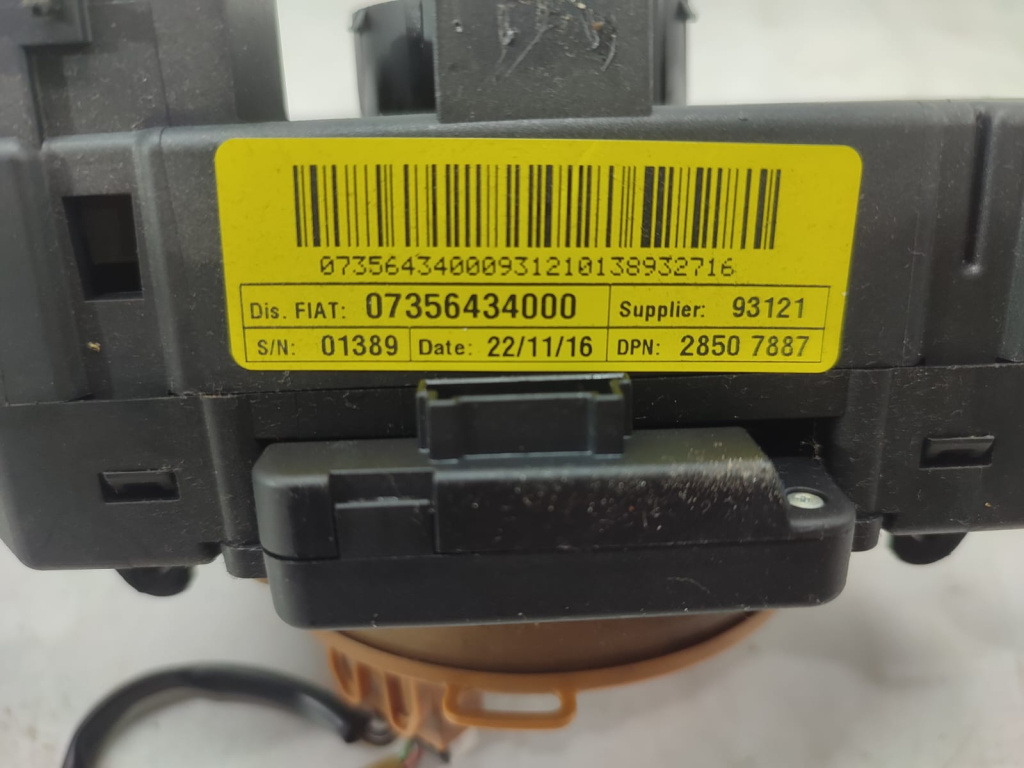 07356434000931210138932716
Dis. FIAT: 07356434000 Supplier: 93121
S/N: 01389 Date: 22/11/16 DPN: 2850 7887